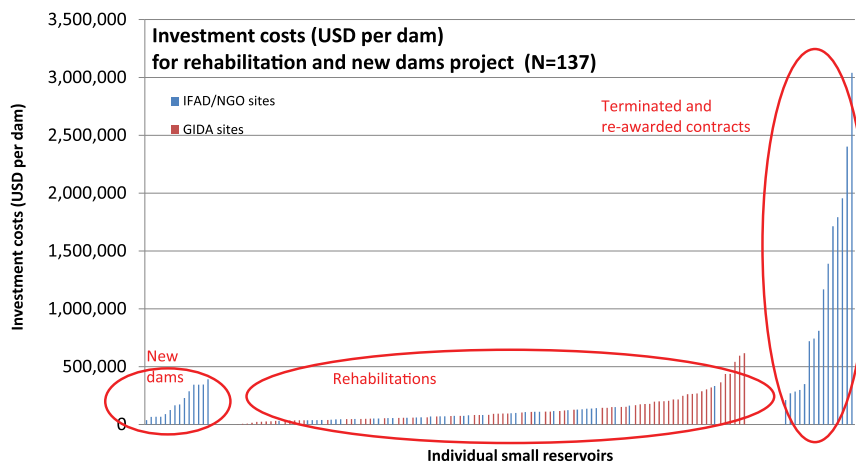 3,500,000
Investment costs (USD per dam)
for rehabilitation and new dams project (N=137)
3,000,000
IFAD/NGO sites
Terminated and
re-awarded contracts
GIDA sites
2,500,000
2,000,000
1,500,000
1,000,000
500,000
0
Investment costs (USD per dam)
New
dams
Rehabilitations
Individual small reservoirs